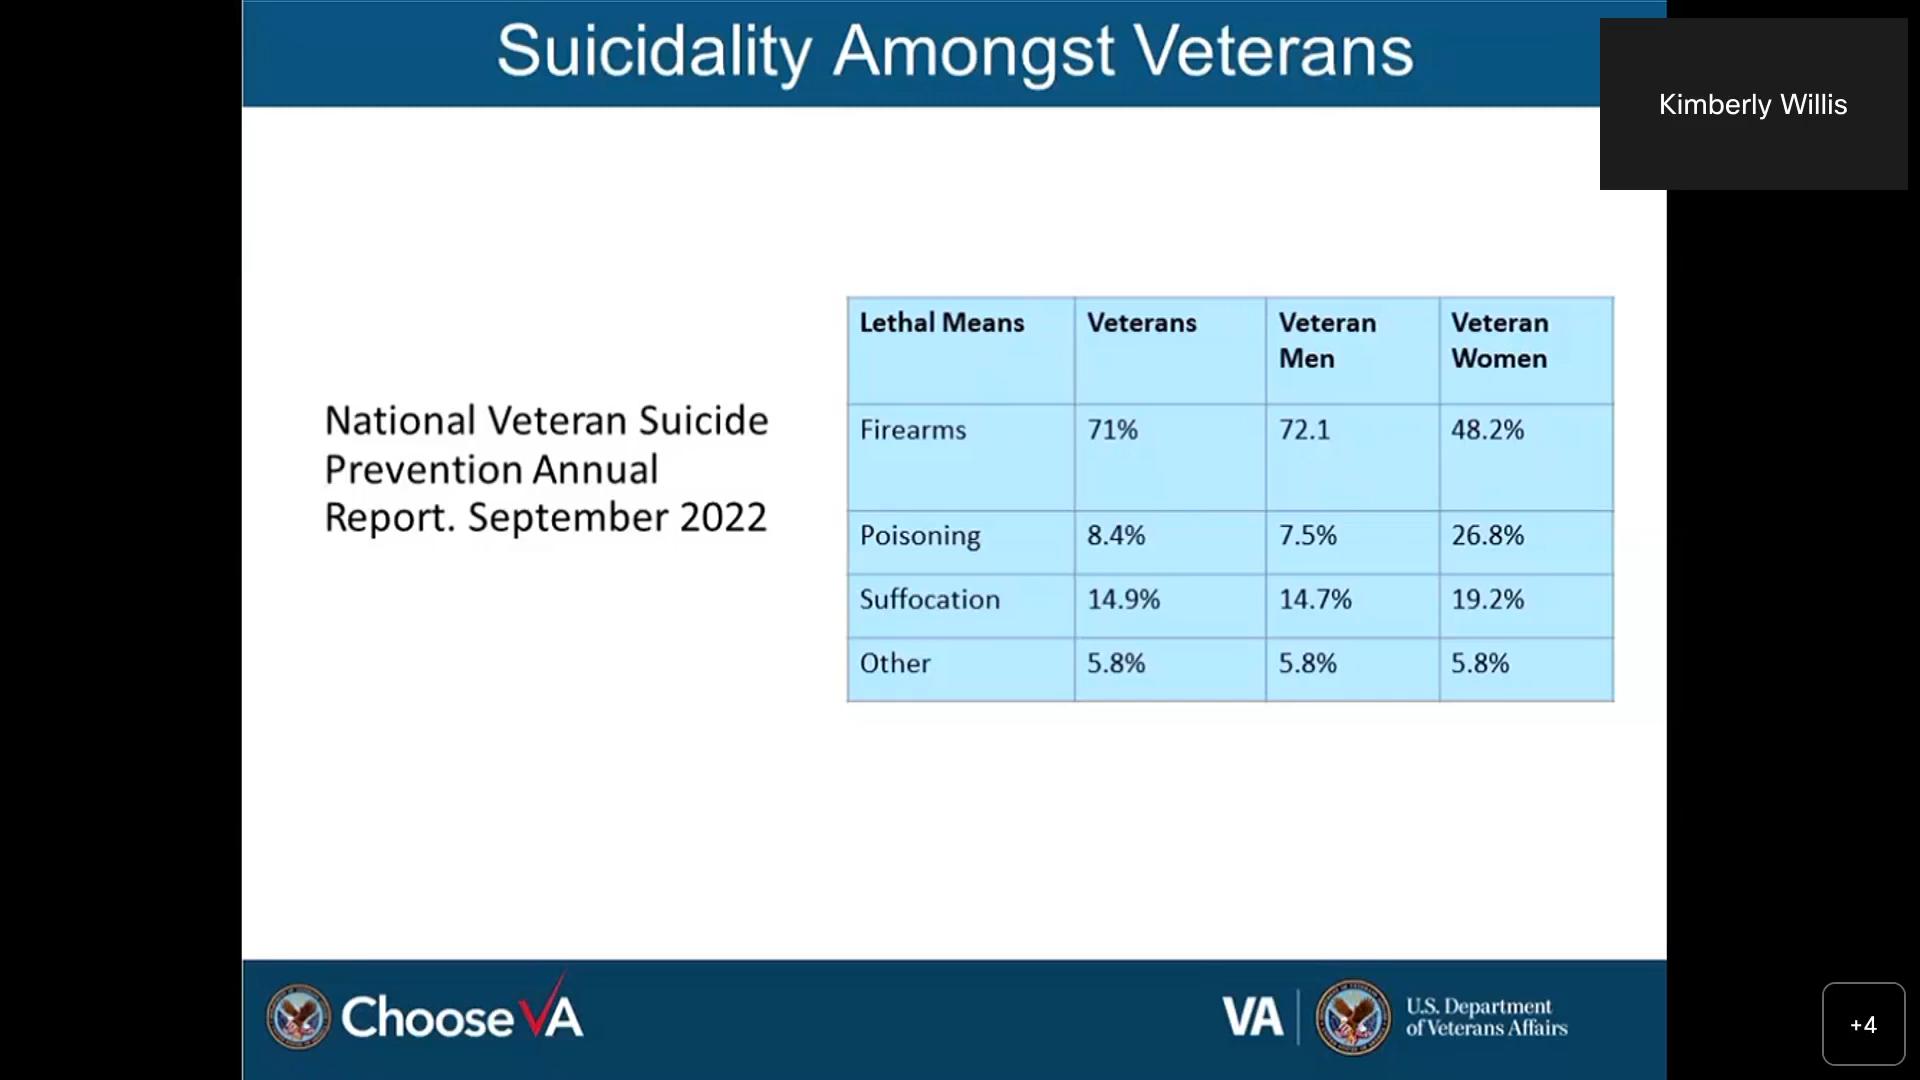 Suicidality Amongst Veterans
Kimberly Willis
National Veteran Suicide
Prevention Annual
Report. September 2022
Lethal Means Veterans Veteran Men Veteran Women
Firearms 71% 72.1 48.2%
Poisoning 8.4% 7.5% 26.8%
Suffocation 14.9% 14.7% 19.2%
Other 5.8% 5.8% 5.8%
Choose VA
VA
U.S. Department
of Veterans Affairs
+4